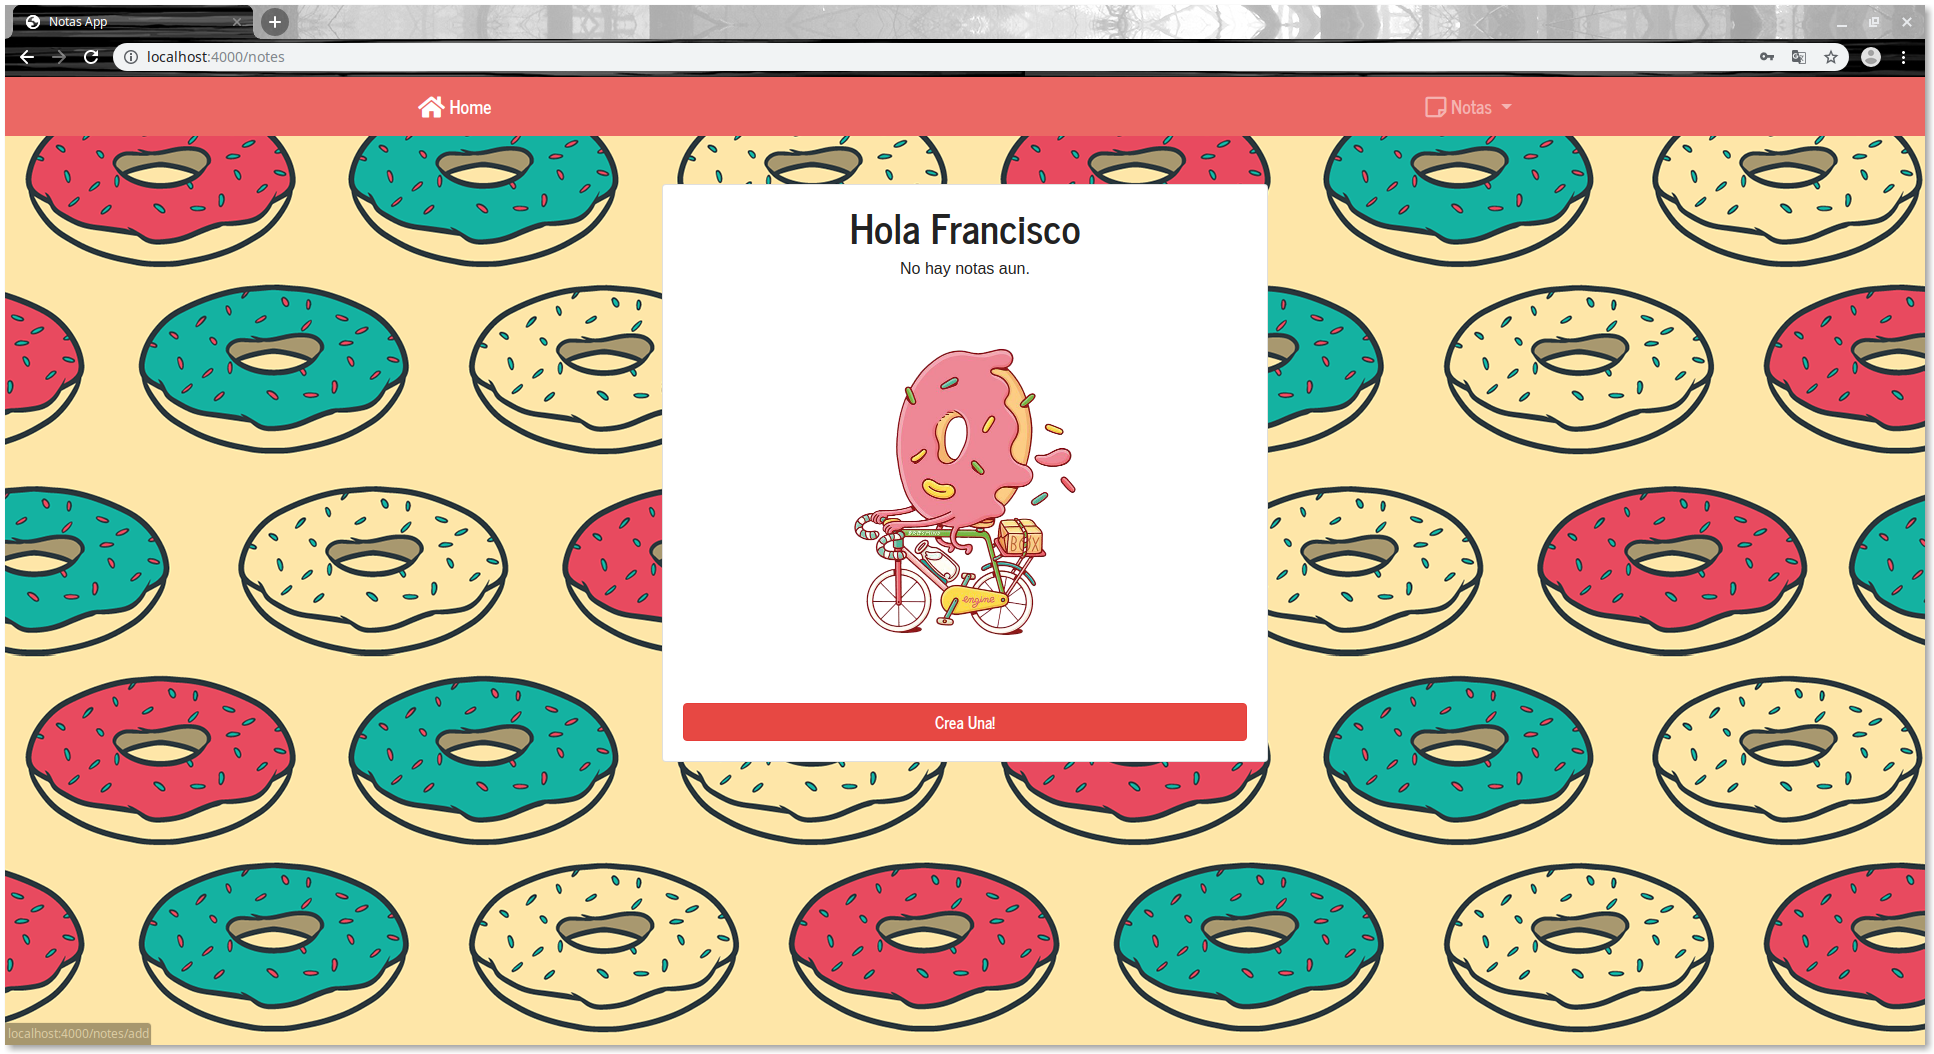 Notas App
localhost:4000/notes
Home
Notas
Hola Francisco
No hay notas aun.
BOX
engine
Crea Una!
localhost:4000/notes/add